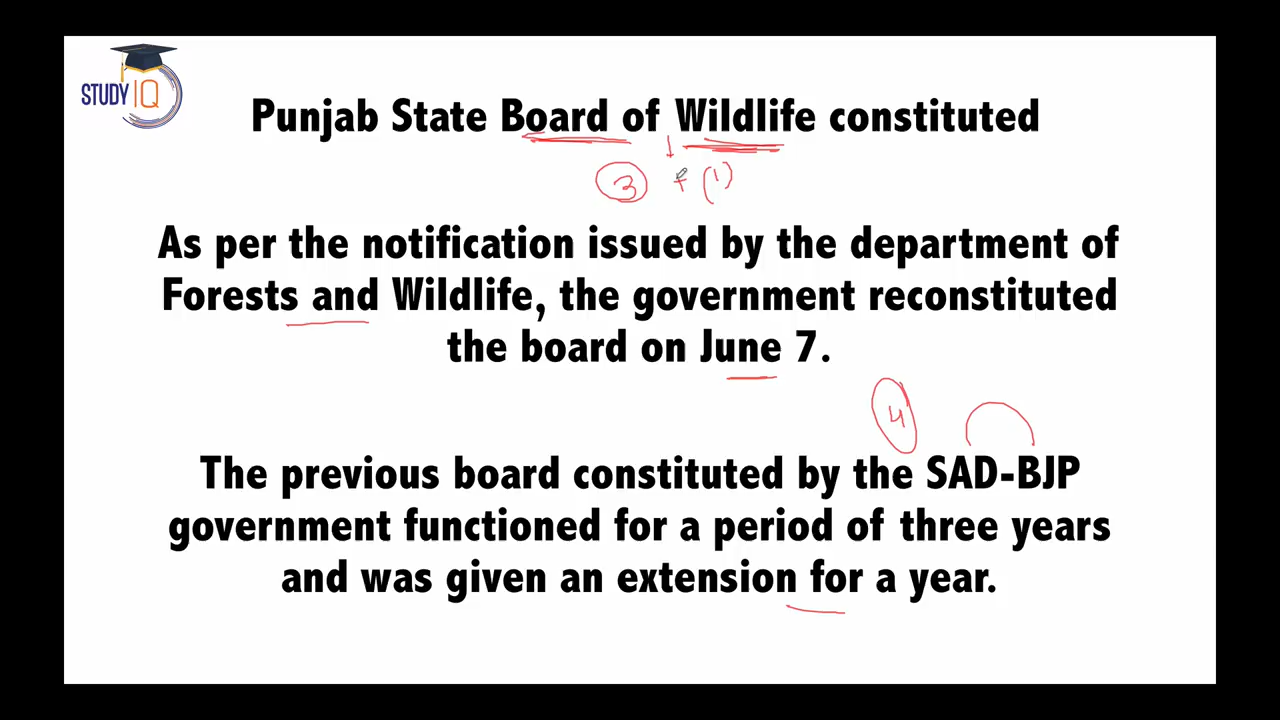 STUDY IQ
Punjab State Board of Wildlife constituted
3 + (1)
As per the notification issued by the department of
Forests and Wildlife, the government reconstituted
the board on June 7.
4
The previous board constituted by the SAD-BJP
government functioned for a period of three years
and was given an extension for a year.